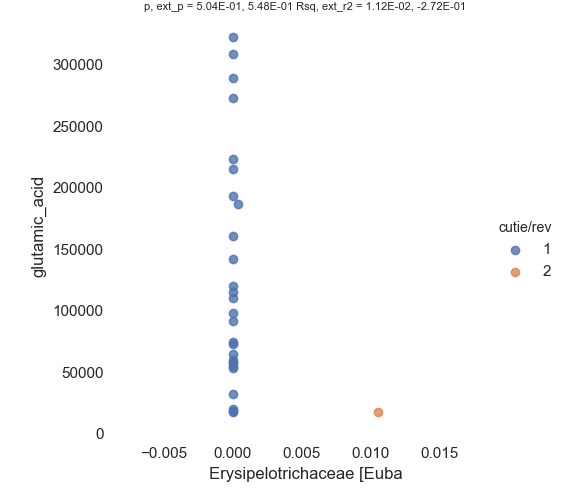 p, ext_p = 5.04E-01, 5.48E-01 Rsq, ext_r2 = 1.12E-02, -2.72E-01
300000
250000
200000
150000
100000
50000
0
glutamic_acid
−0.005 0.000 0.005 0.010 0.015
Erysipelotrichaceae [Euba
cutie/rev
1
2